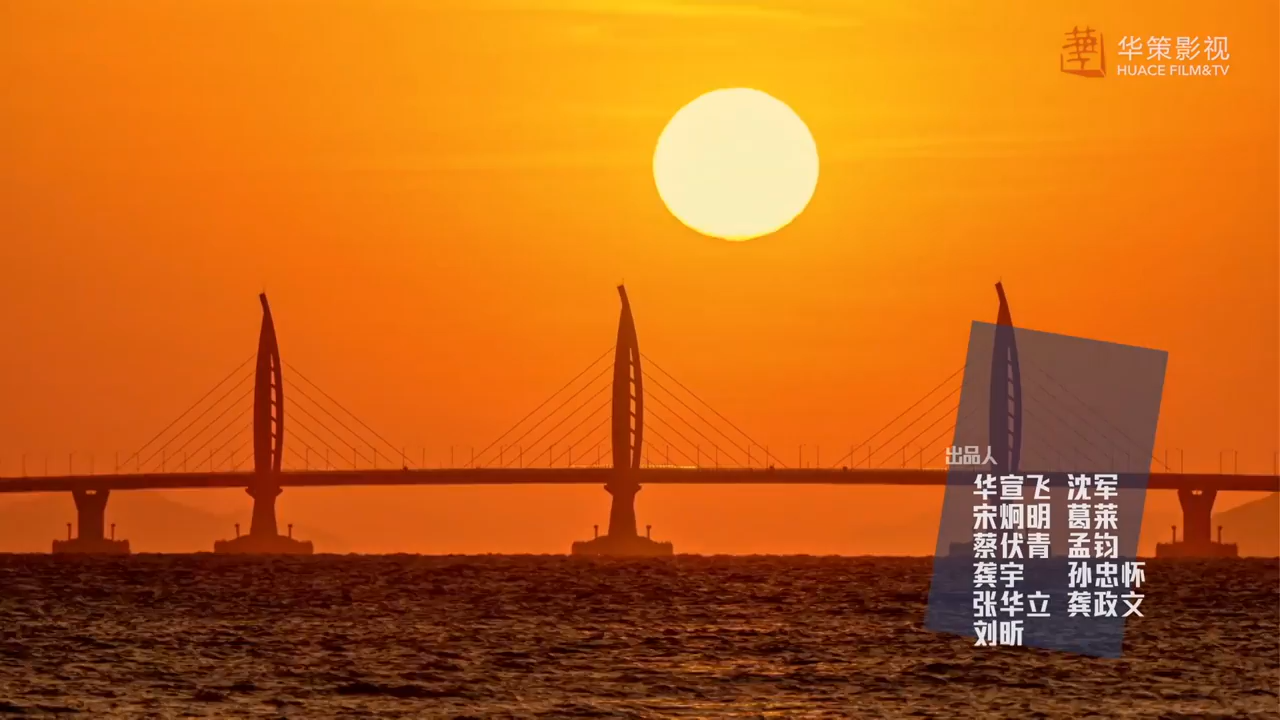 華
华策影视
HUACE FILM&TV
出品人
华宣飞 沈军
宋炯明 葛莱
蔡伏青 孟钧
龚宇 孙忠怀
张华立 龚政文
刘昕